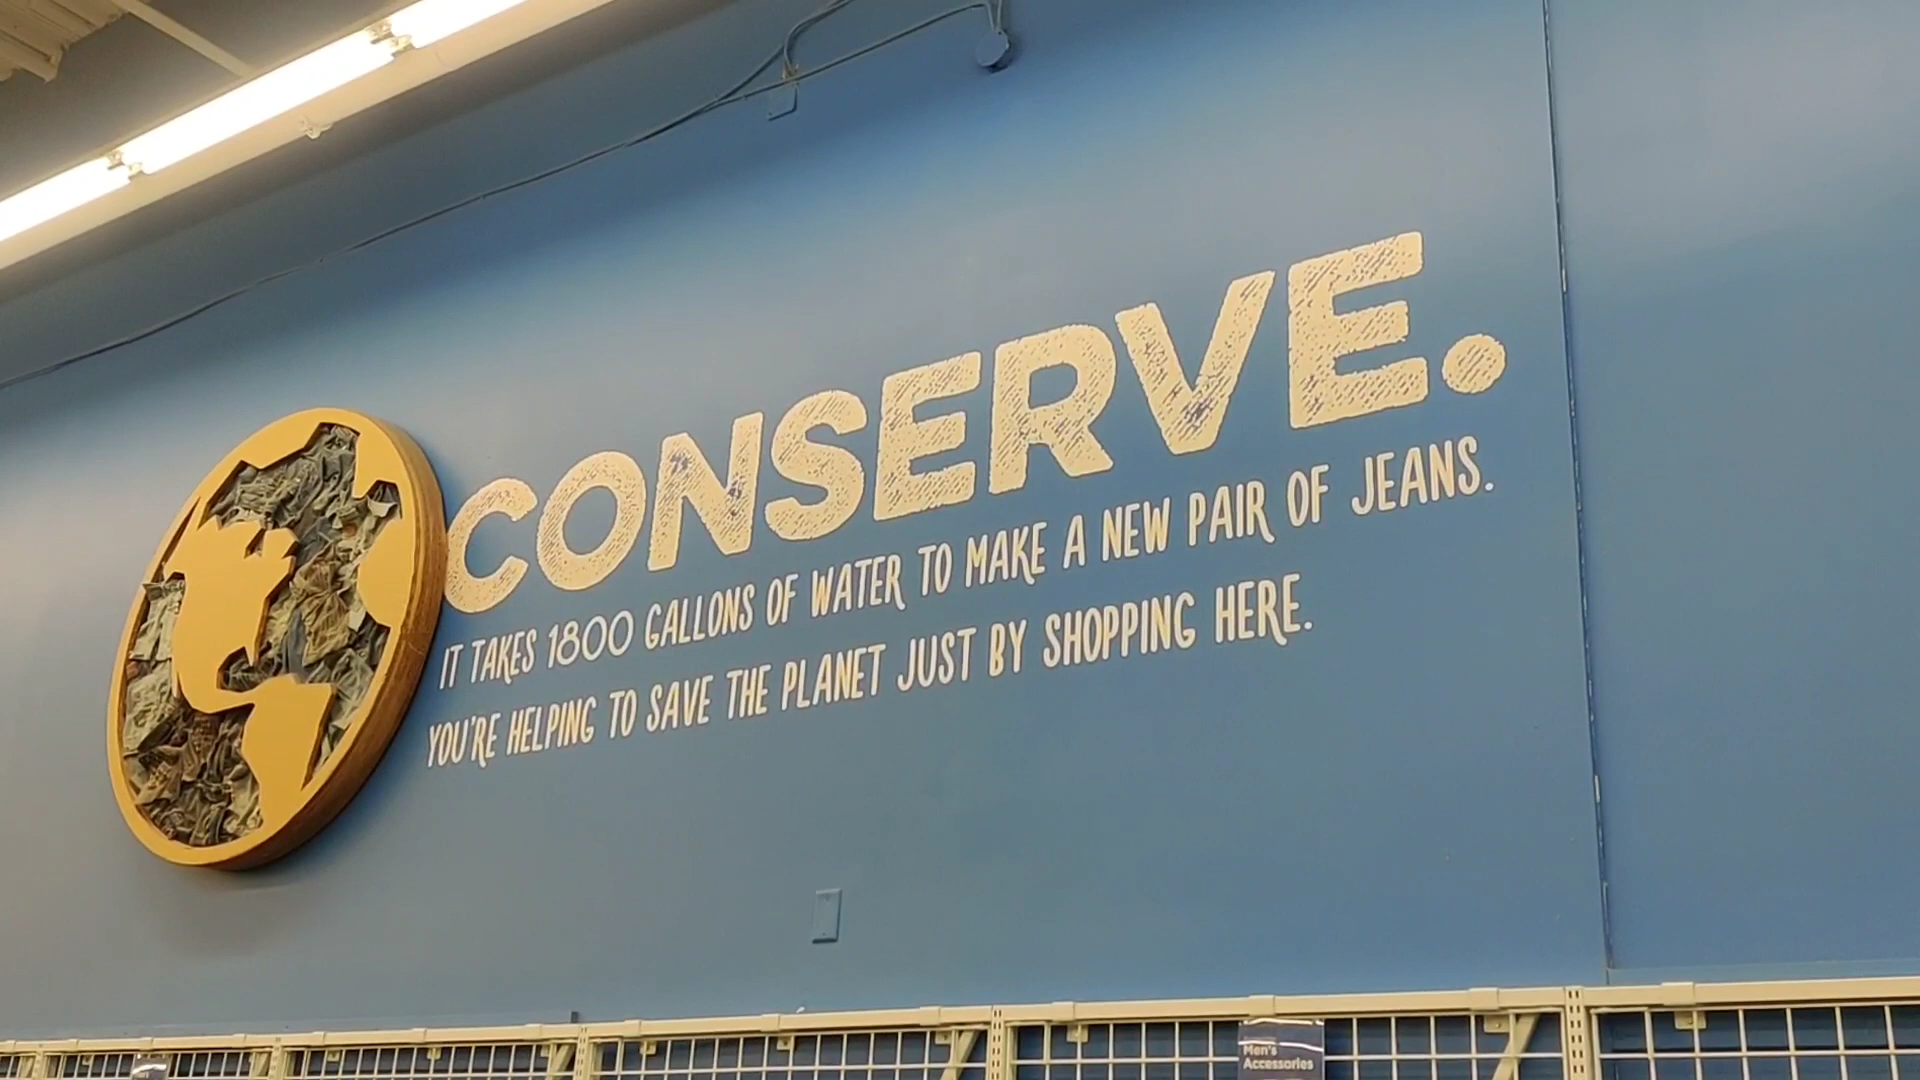 CONSERVE.
IT TAKES 1800 GALLONS OF WATER TO MAKE A NEW PAIR OF JEANS.
YOU'RE HELPING TO SAVE THE PLANET JUST BY SHOPPING HERE.
Men's
Accessories